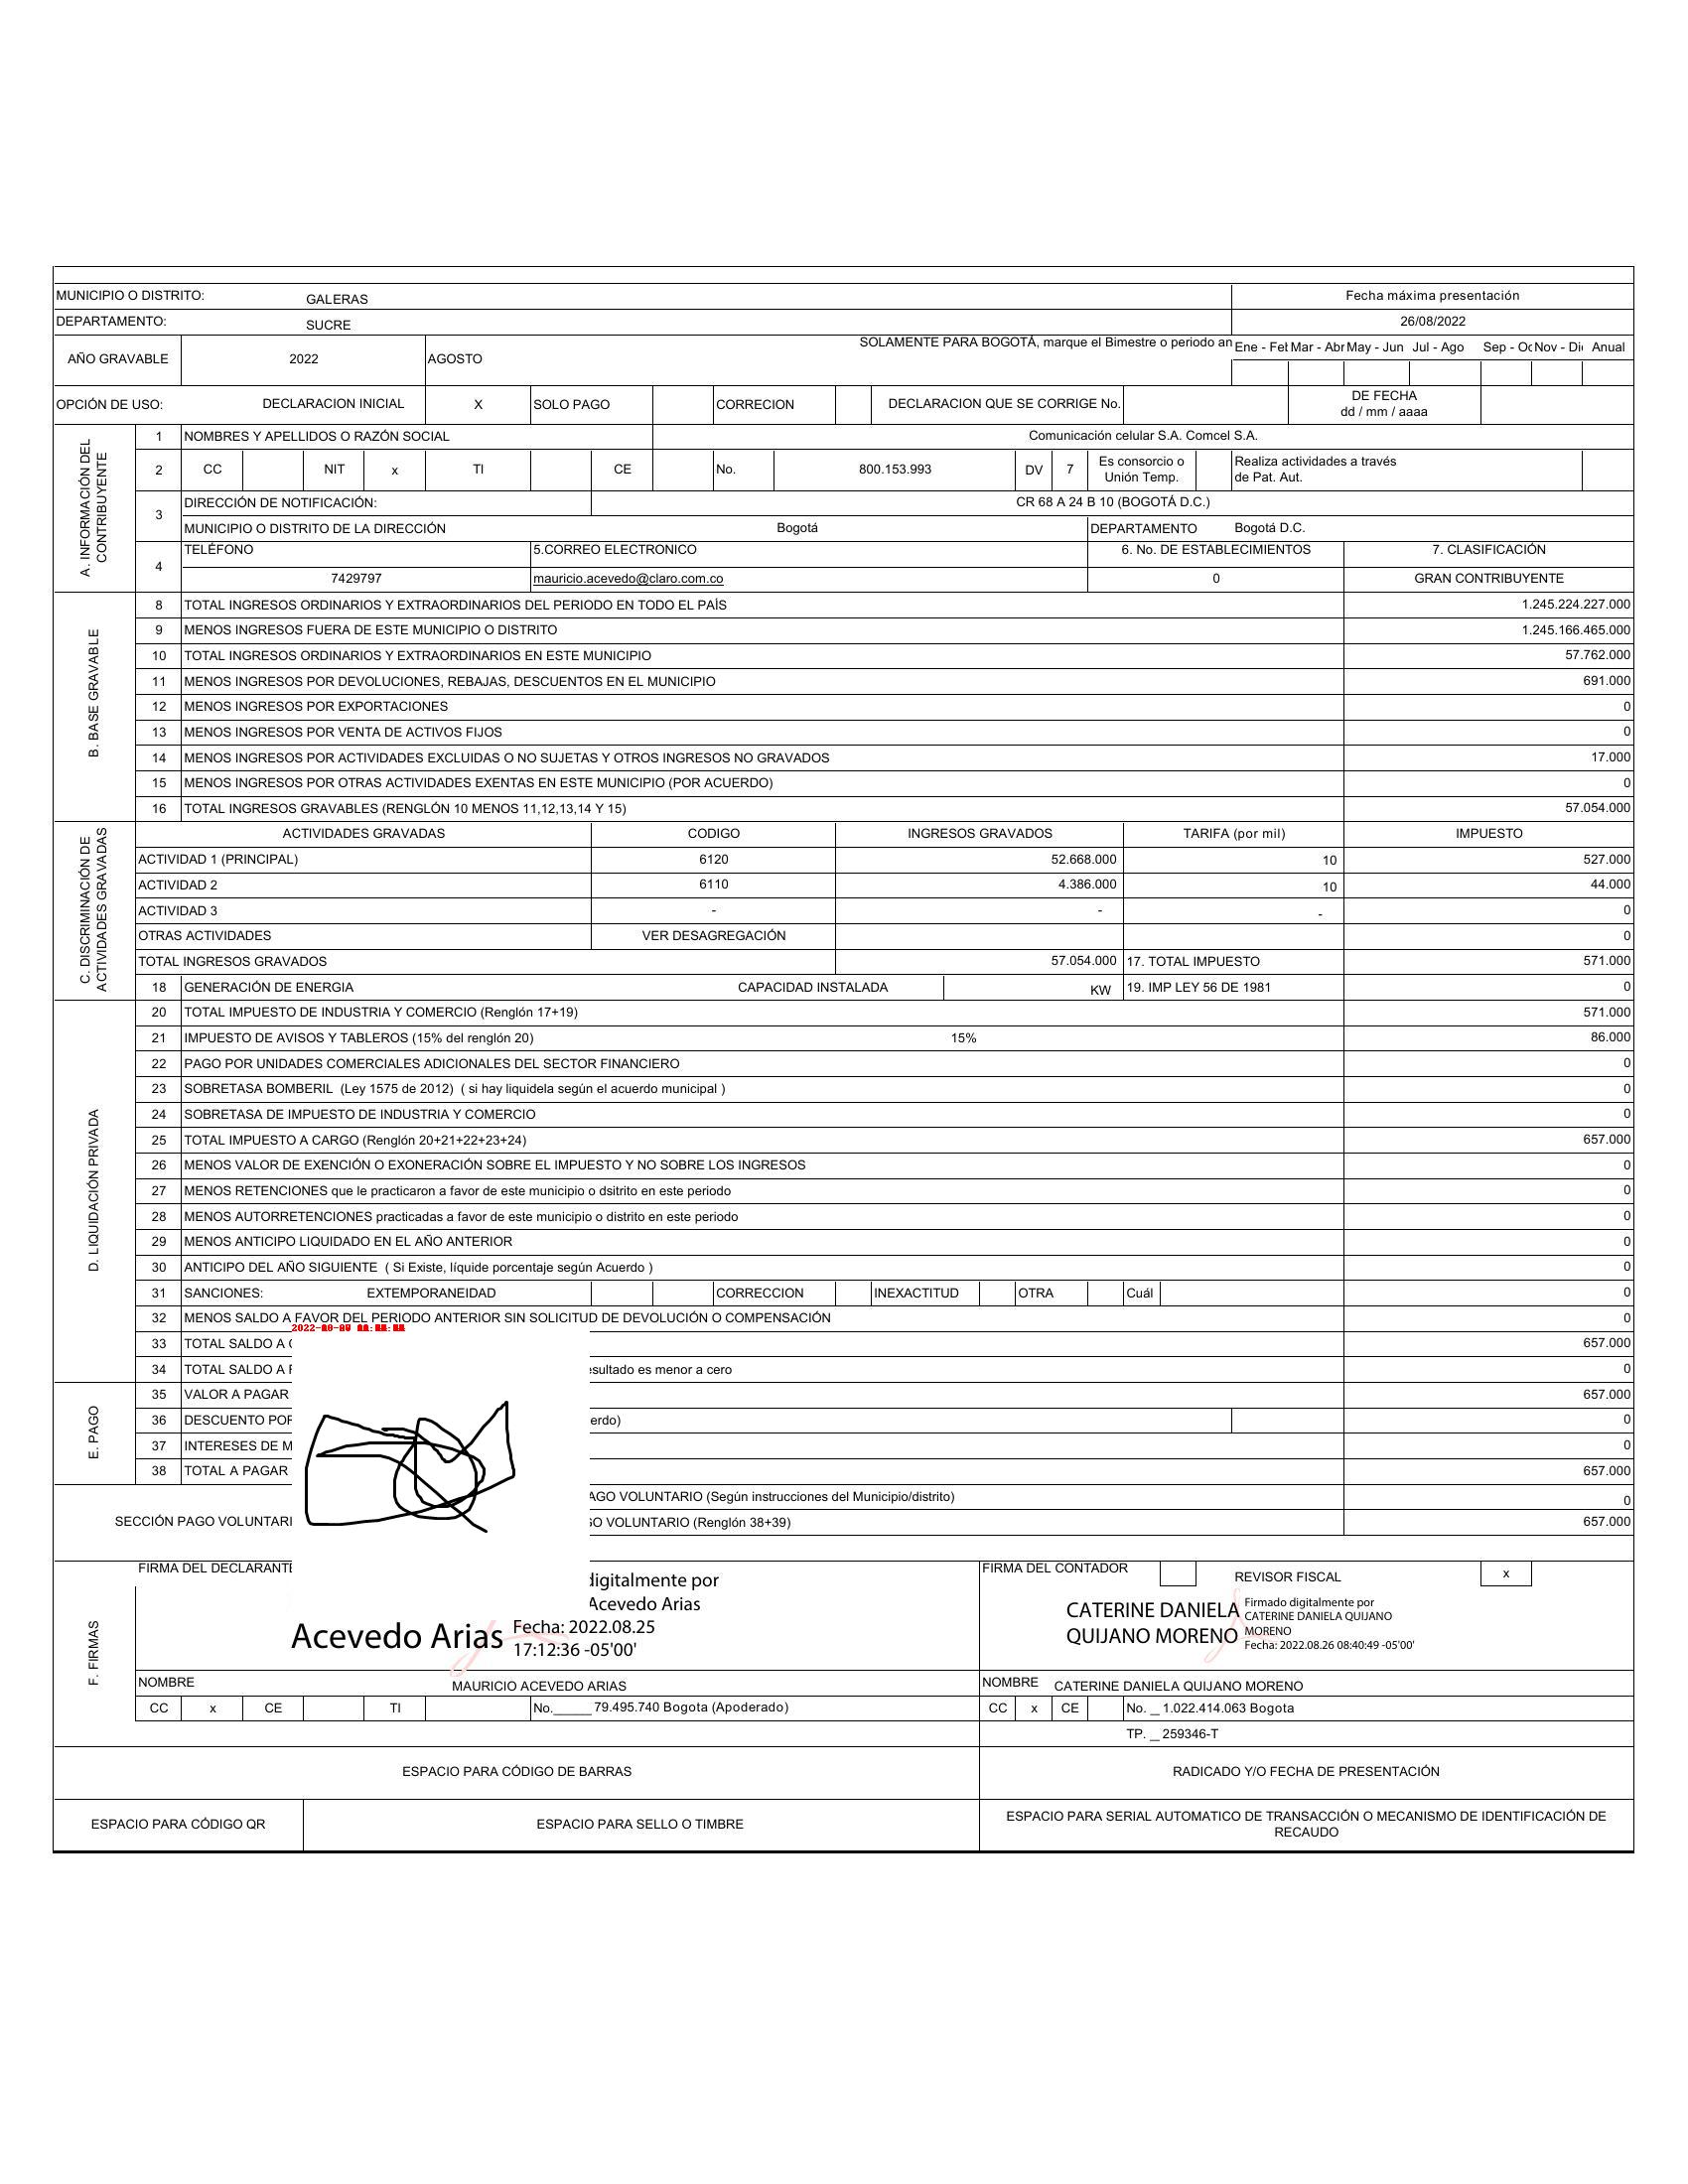 MUNICIPIO O DISTRITO: GALERAS Fecha máxima presentación
DEPARTAMENTO: SUCRE 26/08/2022
AÑO GRAVABLE 2022 AGOSTO SOLAMENTE PARA BOGOTÁ, marque el Bimestre o periodo an Ene - Feb Mar - Abr May - Jun Jul - Ago Sep - Oc Nov - Di Anual
OPCIÓN DE USO: DECLARACION INICIAL X SOLO PAGO CORRECION DECLARACION QUE SE CORRIGE No. DE FECHA
dd / mm / aaaa
A. INFORMACIÓN DEL
CONTRIBUYENTE
1 NOMBRES Y APELLIDOS O RAZÓN SOCIAL Comunicación celular S.A. Comcel S.A.
2 CC NIT x TI CE No. 800.153.993 DV 7 Es consorcio o Realiza actividades a través
Unión Temp. de Pat. Aut.
3 DIRECCIÓN DE NOTIFICACIÓN: CR 68 A 24 B 10 (BOGOTÁ D.C.)
MUNICIPIO O DISTRITO DE LA DIRECCIÓN Bogotá DEPARTAMENTO Bogotá D.C.
4 TELÉFONO 5.CORREO ELECTRONICO 6. No. DE ESTABLECIMIENTOS 7. CLASIFICACIÓN
7429797 mauricio.acevedo@claro.com.co 0 GRAN CONTRIBUYENTE
B. BASE GRAVABLE
8 TOTAL INGRESOS ORDINARIOS Y EXTRAORDINARIOS DEL PERIODO EN TODO EL PAÍS 1.245.224.227.000
9 MENOS INGRESOS FUERA DE ESTE MUNICIPIO O DISTRITO 1.245.166.465.000
10 TOTAL INGRESOS ORDINARIOS Y EXTRAORDINARIOS EN ESTE MUNICIPIO 57.762.000
11 MENOS INGRESOS POR DEVOLUCIONES, REBAJAS, DESCUENTOS EN EL MUNICIPIO 691.000
12 MENOS INGRESOS POR EXPORTACIONES 0
13 MENOS INGRESOS POR VENTA DE ACTIVOS FIJOS 0
14 MENOS INGRESOS POR ACTIVIDADES EXCLUIDAS O NO SUJETAS Y OTROS INGRESOS NO GRAVADOS 17.000
15 MENOS INGRESOS POR OTRAS ACTIVIDADES EXENTAS EN ESTE MUNICIPIO (POR ACUERDO) 0
16 TOTAL INGRESOS GRAVABLES (RENGLÓN 10 MENOS 11,12,13,14 Y 15) 57.054.000
C. DISCRIMINACIÓN DE
ACTIVIDADES GRAVADAS
ACTIVIDADES GRAVADAS CODIGO INGRESOS GRAVADOS TARIFA (por mil) IMPUESTO
ACTIVIDAD 1 (PRINCIPAL) 6120 52.668.000 10 527.000
ACTIVIDAD 2 6110 4.386.000 10 44.000
ACTIVIDAD 3 - - - 0
OTRAS ACTIVIDADES VER DESAGREGACIÓN 0
TOTAL INGRESOS GRAVADOS 57.054.000 17. TOTAL IMPUESTO 571.000
18 GENERACIÓN DE ENERGIA CAPACIDAD INSTALADA KW 19. IMP LEY 56 DE 1981 0
D. LIQUIDACIÓN PRIVADA
20 TOTAL IMPUESTO DE INDUSTRIA Y COMERCIO (Renglón 17+19) 571.000
21 IMPUESTO DE AVISOS Y TABLEROS (15% del renglón 20) 15% 86.000
22 PAGO POR UNIDADES COMERCIALES ADICIONALES DEL SECTOR FINANCIERO 0
23 SOBRETASA BOMBERIL (Ley 1575 de 2012) ( si hay liquidela según el acuerdo municipal ) 0
24 SOBRETASA DE IMPUESTO DE INDUSTRIA Y COMERCIO 0
25 TOTAL IMPUESTO A CARGO (Renglón 20+21+22+23+24) 657.000
26 MENOS VALOR DE EXENCIÓN O EXONERACIÓN SOBRE EL IMPUESTO Y NO SOBRE LOS INGRESOS 0
27 MENOS RETENCIONES que le practicaron a favor de este municipio o dsitrito en este periodo 0
28 MENOS AUTORRETENCIONES practicadas a favor de este municipio o distrito en este periodo 0
29 MENOS ANTICIPO LIQUIDADO EN EL AÑO ANTERIOR 0
30 ANTICIPO DEL AÑO SIGUIENTE ( Si Existe, líquide porcentaje según Acuerdo ) 0
31 SANCIONES: EXTEMPORANEIDAD CORRECCION INEXACTITUD OTRA Cuál 0
32 MENOS SALDO A FAVOR DEL PERIODO ANTERIOR SIN SOLICITUD DE DEVOLUCIÓN O COMPENSACIÓN 0
33 TOTAL SALDO A 657.000
34 TOTAL SALDO A esultado es menor a cero 0
E. PAGO
35 VALOR A PAGAR 657.000
36 DESCUENTO POR erdo) 0
37 INTERESES DE M 0
38 TOTAL A PAGAR 657.000
AGO VOLUNTARIO (Según instrucciones del Municipio/distrito) 0
SECCIÓN PAGO VOLUNTARI GO VOLUNTARIO (Renglón 38+39) 657.000
F. FIRMAS
FIRMA DEL DECLARANTE FIRMA DEL CONTADOR REVISOR FISCAL x
digitalmente por
Acevedo Arias
Acevedo Arias Fecha: 2022.08.25
17:12:36 -05'00'
CATERINE DANIELA
QUIJANO MORENO
Firmado digitalmente por
CATERINE DANIELA QUIJANO
MORENO
Fecha: 2022.08.26 08:40:49 -05'00'
NOMBRE MAURICIO ACEVEDO ARIAS NOMBRE CATERINE DANIELA QUIJANO MORENO
CC x CE TI No._____ 79.495.740 Bogota (Apoderado) CC x CE No. _ 1.022.414.063 Bogota
TP. _ 259346-T
ESPACIO PARA CÓDIGO DE BARRAS RADICADO Y/O FECHA DE PRESENTACIÓN
ESPACIO PARA CÓDIGO QR ESPACIO PARA SELLO O TIMBRE ESPACIO PARA SERIAL AUTOMATICO DE TRANSACCIÓN O MECANISMO DE IDENTIFICACIÓN DE
RECAUDO